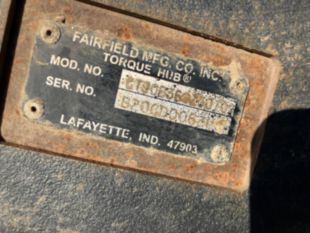 FAIRFIELD MFG. CO. INC.
TORQUE HUB®
MOD. NO.
SER. NO.
LAFAYETTE, IND. 47903